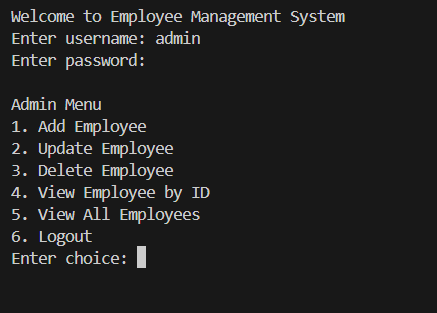 Welcome to Employee Management System
Enter username: admin
Enter password:
Admin Menu
1. Add Employee
2. Update Employee
3. Delete Employee
4. View Employee by ID
5. View All Employees
6. Logout
Enter choice: